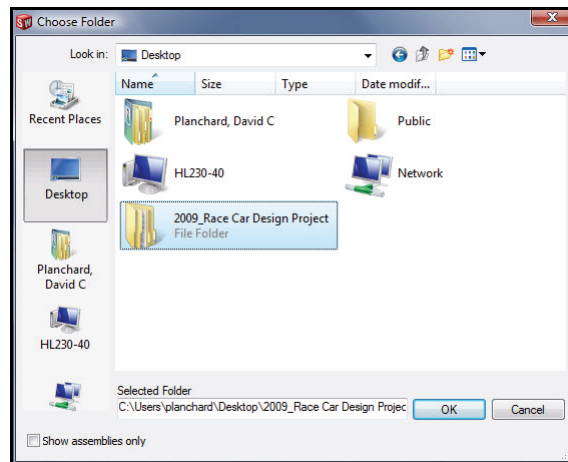 Choose Folder
Look in: Desktop
Name Size Type Date modif...
Recent Places
Desktop
Planchard, David C
HL230-40
Planchard, David C
Public
HL230-40
Network
2009_Race Car Design Project
File Folder
Selected Folder
C:\Users\planchard\Desktop\2009_Race Car Design Projec
OK
Cancel
Show assemblies only